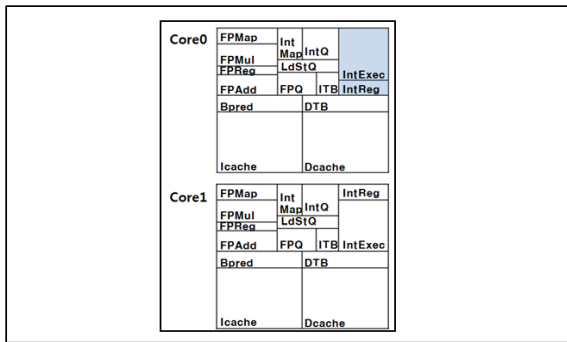 Core0
FPMap
Int
Map
IntQ
FPMul
LdStQ
FPReg
IntExec
FPAdd
FPQ
ITB
IntReg
Bpred
DTB
Icache
Dcache
Core1
FPMap
Int
Map
IntReg
IntQ
FPMul
LdStQ
FPReg
FPAdd
FPQ
ITB
IntExec
Bpred
DTB
Icache
Dcache